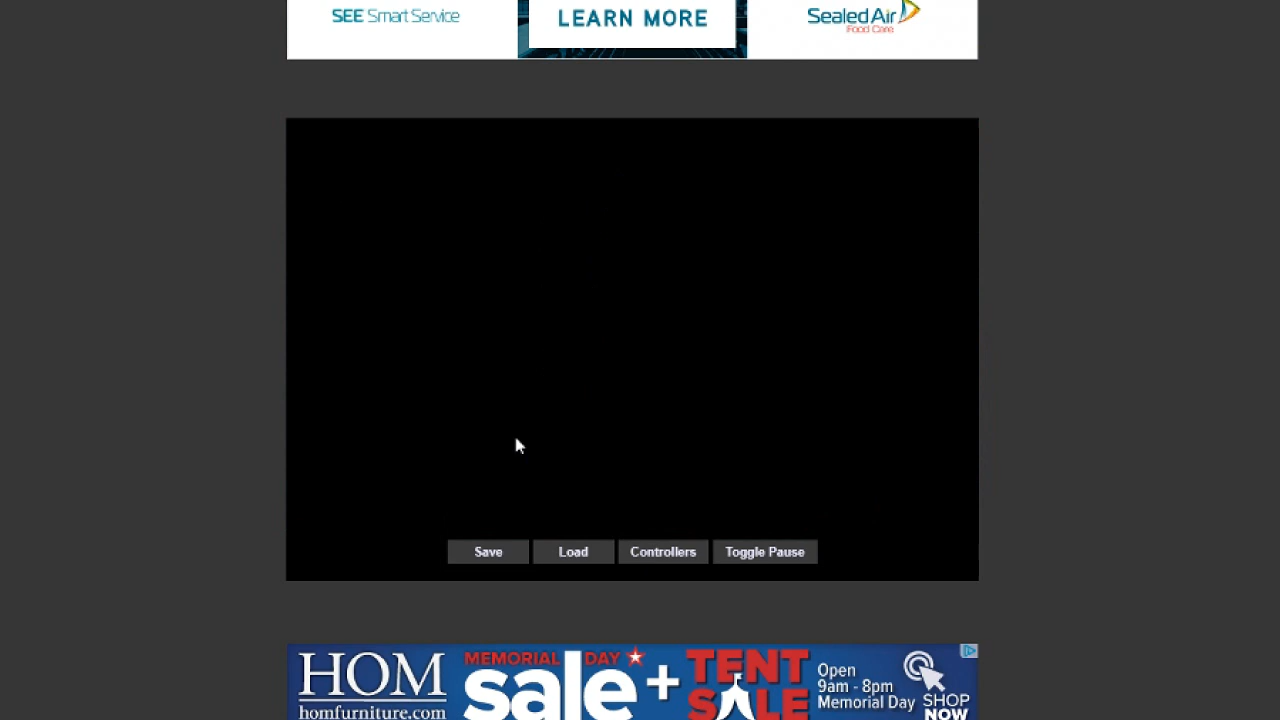 SEE Smart Service
LEARN MORE
Sealed Air
Food Care
Save
Load
Controllers
Toggle Pause
HOM
homfurniture.com
MEMORIAL DAY
sale + TENT SALE
Open
9am - 8pm
Memorial Day
SHOP
NOW